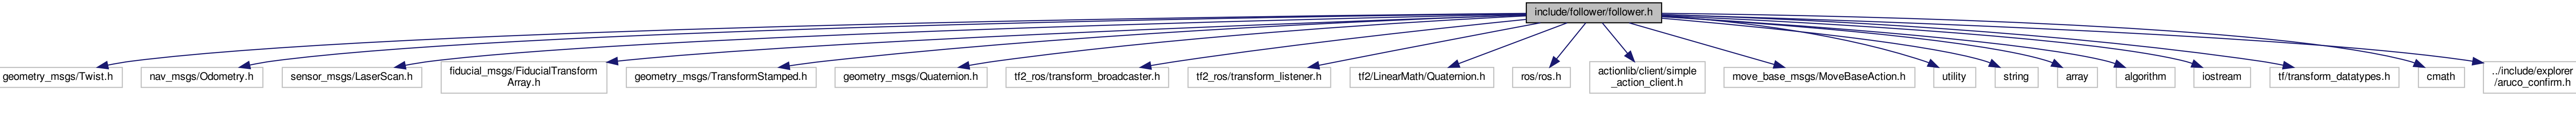 include/follower/follower.h
geometry_msgs/Twist.h
nav_msgs/Odometry.h
sensor_msgs/LaserScan.h
fiducial_msgs/FiducialTransform
Array.h
geometry_msgs/TransformStamped.h
geometry_msgs/Quaternion.h
tf2_ros/transform_broadcaster.h
tf2_ros/transform_listener.h
tf2/LinearMath/Quaternion.h
ros/ros.h
actionlib/client/simple
_action_client.h
move_base_msgs/MoveBaseAction.h
utility
string
array
algorithm
iostream
tf/transform_datatypes.h
cmath
../include/explorer
/aruco_confirm.h